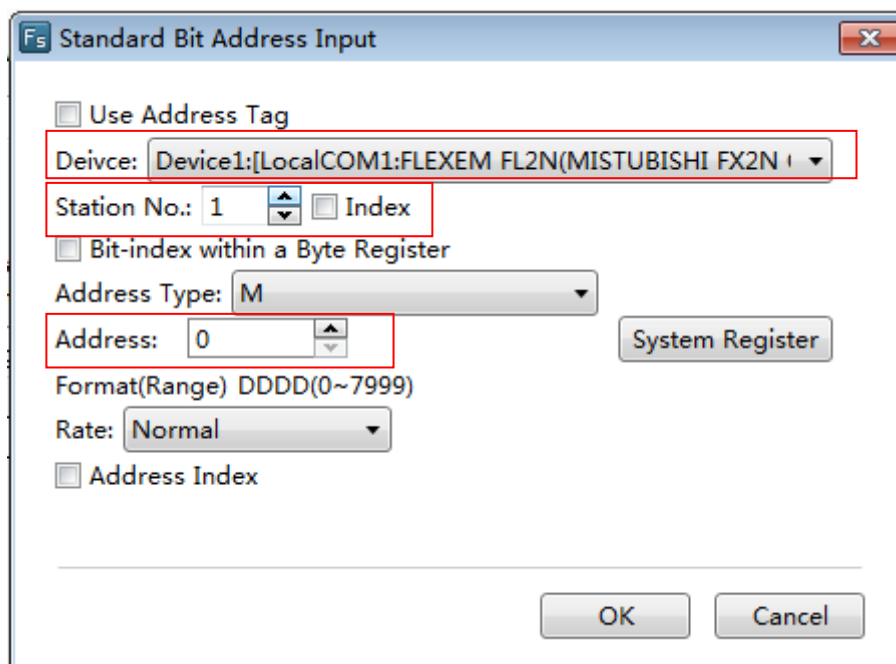 Fs Standard Bit Address Input
Use Address Tag
Deivce: Device1:[LocalCOM1:FLEXEM FL2N(MISTUBISHI FX2N
Station No.: 1 Index
Bit-index within a Byte Register
Address Type: M
Address: 0 System Register
Format(Range) DDDD(0~7999)
Rate: Normal
Address Index
OK Cancel